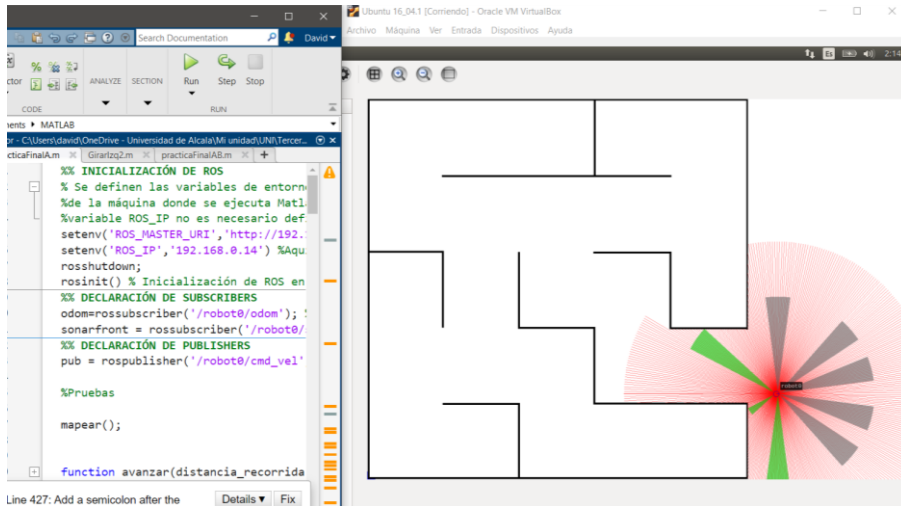 Search Documentation
David
ANALYZE
SECTION
Run
Step
Stop
CODE
RUN
MATLAB
C:\Users\david\OneDrive - Universidad de Alcala\Mi unidad\UNI\Tercer...
GirarIzq2.m
practicaFinalAB.m
%% INICIALIZACIÓN DE ROS
% Se definen las variables de entorn
%de la máquina donde se ejecuta Matl
%variable ROS_IP no es necesario def
setenv('ROS_MASTER_URI','http://192.
setenv('ROS_IP','192.168.0.14') %Aqu
rosshutdown;
rosinit() % Inicialización de ROS en
%% DECLARACIÓN DE SUBSCRIBERS
odom=rossubscriber('/robot0/odom');
sonarfront = rossubscriber('/robot0/
%% DECLARACIÓN DE PUBLISHERS
pub = rospublisher('/robot0/cmd_vel'
%Pruebas
mapear();
function avanzar(distancia_recorrida
Line 427: Add a semicolon after the
Details
Fix
Ubuntu 16_04.1 [Corriendo] - Oracle VM VirtualBox
Archivo Máquina Ver Entrada Dispositivos Ayuda
Es
2:14
robot0